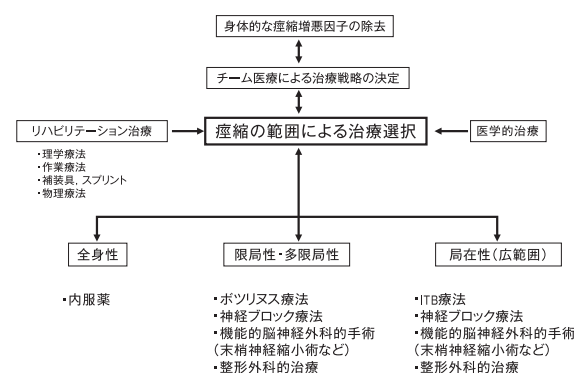 身体的な痙縮増悪因子の除去
チーム医療による治療戦略の決定
リハビリテーション治療
痙縮の範囲による治療選択
医学的治療
・理学療法
・作業療法
・補装具，スプリント
・物理療法
全身性
限局性・多限局性
局在性（広範囲）
・内服薬
・ボツリヌス療法
・神経ブロック療法
・機能的脳神経外科的手術
（末梢神経縮小術など）
・整形外科的治療
・ITB療法
・神経ブロック療法
・機能的脳神経外科的手術
（末梢神経縮小術など）
・整形外科的治療